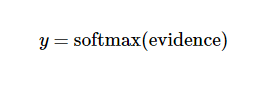 y = softmax(evidence)